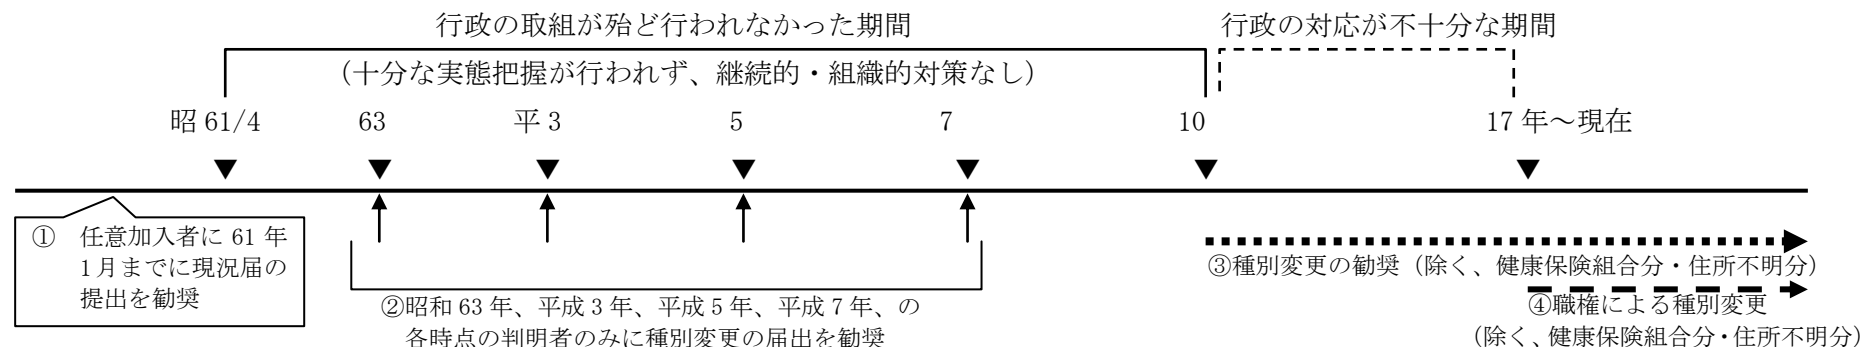 行政の取組が殆ど行われなかった期間
行政の対応が不十分な期間
（十分な実態把握が行われず、継続的・組織的対策なし）
昭 61/4
63
平 3
5
7
10
17 年～現在
① 任意加入者に 61 年
1 月までに現況届の
提出を勧奨
②昭和 63 年、平成 3 年、平成 5 年、平成 7 年、の
各時点の判明者のみに種別変更の届出を勧奨
③種別変更の勧奨（除く、健康保険組合分・住所不明分）
④職権による種別変更
（除く、健康保険組合分・住所不明分）